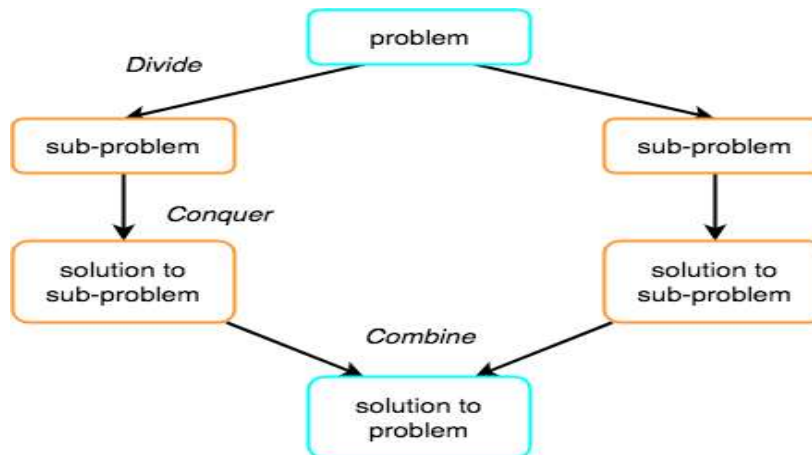 problem
Divide
sub-problem
sub-problem
Conquer
solution to
sub-problem
solution to
sub-problem
Combine
solution to
problem